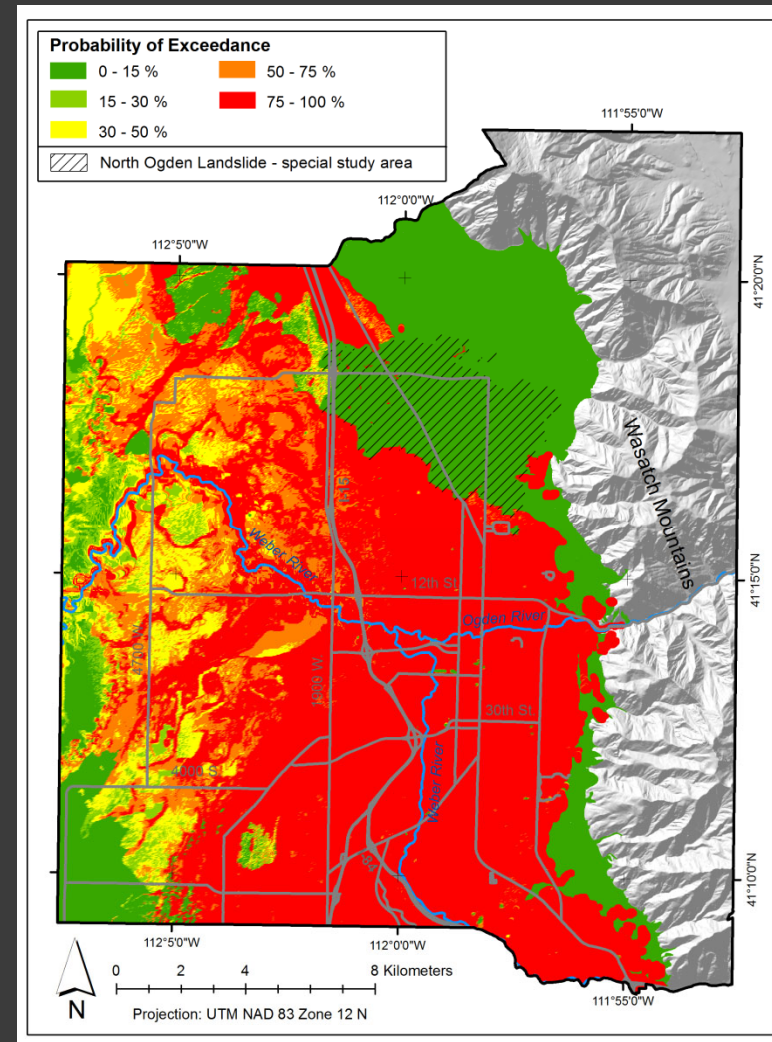 Probability of Exceedance
0 - 15 %
50 - 75 %
15 - 30 %
75 - 100 %
30 - 50 %
North Ogden Landslide - special study area
111°55'0"W
112°0'0"W
112°5'0"W
41°20'0"N
Wasatch Mountains
I-15
Weber River
41°15'0"N
12th St.
Ogden River
4700 W.
1900 W.
30th St.
4000 S.
Weber River
I-84
41°10'0"N
112°5'0"W
112°0'0"W
111°55'0"W
0 2 4 8 Kilometers
N
Projection: UTM NAD 83 Zone 12 N